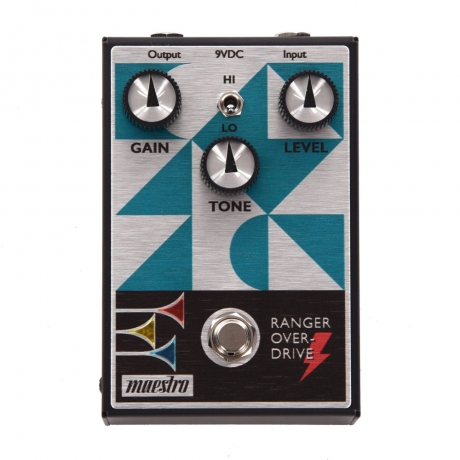 Output 9VDC Input
HI
LO
GAIN LEVEL
TONE
RANGER
OVER-
DRIVE
maestro